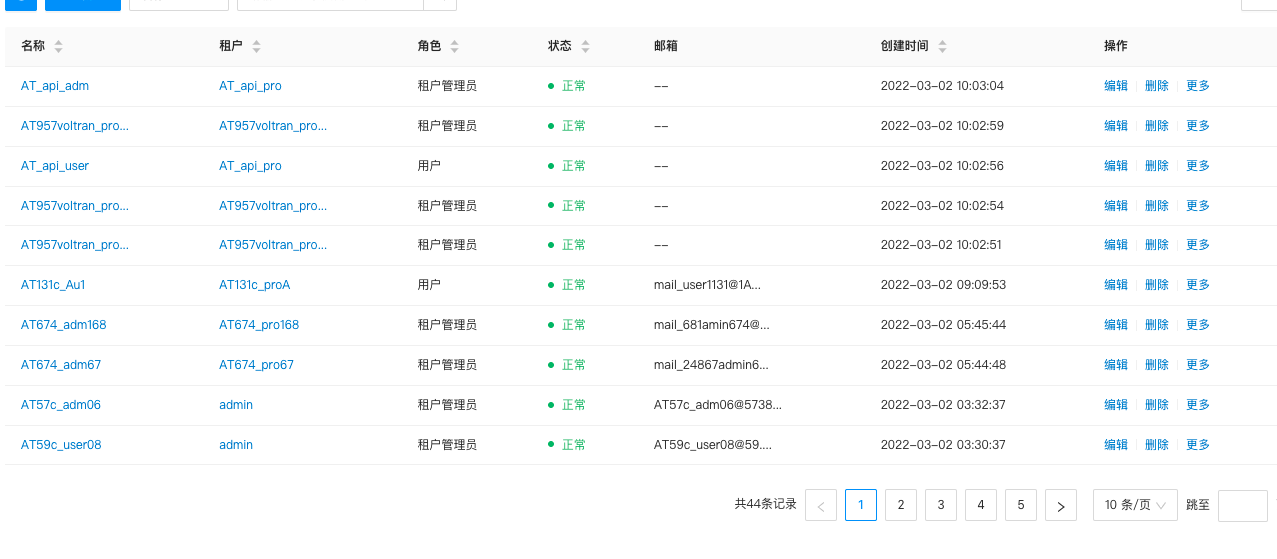 名称 租户 角色 状态 邮箱 创建时间 操作
AT_api_adm AT_api_pro 租户管理员 正常 -- 2022-03-02 10:03:04 编辑 删除 更多
AT957voltran_pro... AT957voltran_pro... 租户管理员 正常 -- 2022-03-02 10:02:59 编辑 删除 更多
AT_api_user AT_api_pro 用户 正常 -- 2022-03-02 10:02:56 编辑 删除 更多
AT957voltran_pro... AT957voltran_pro... 租户管理员 正常 -- 2022-03-02 10:02:54 编辑 删除 更多
AT957voltran_pro... AT957voltran_pro... 租户管理员 正常 -- 2022-03-02 10:02:51 编辑 删除 更多
AT131c_Au1 AT131c_proA 用户 正常 mail_user1131@1A... 2022-03-02 09:09:53 编辑 删除 更多
AT674_adm168 AT674_pro168 租户管理员 正常 mail_681amin674@... 2022-03-02 05:45:44 编辑 删除 更多
AT674_adm67 AT674_pro67 租户管理员 正常 mail_24867admin6... 2022-03-02 05:44:48 编辑 删除 更多
AT57c_adm06 admin 租户管理员 正常 AT57c_adm06@5738... 2022-03-02 03:32:37 编辑 删除 更多
AT59c_user08 admin 租户管理员 正常 AT59c_user08@59.... 2022-03-02 03:30:37 编辑 删除 更多
共44条记录 < 1 2 3 4 5 > 10 条/页 跳至